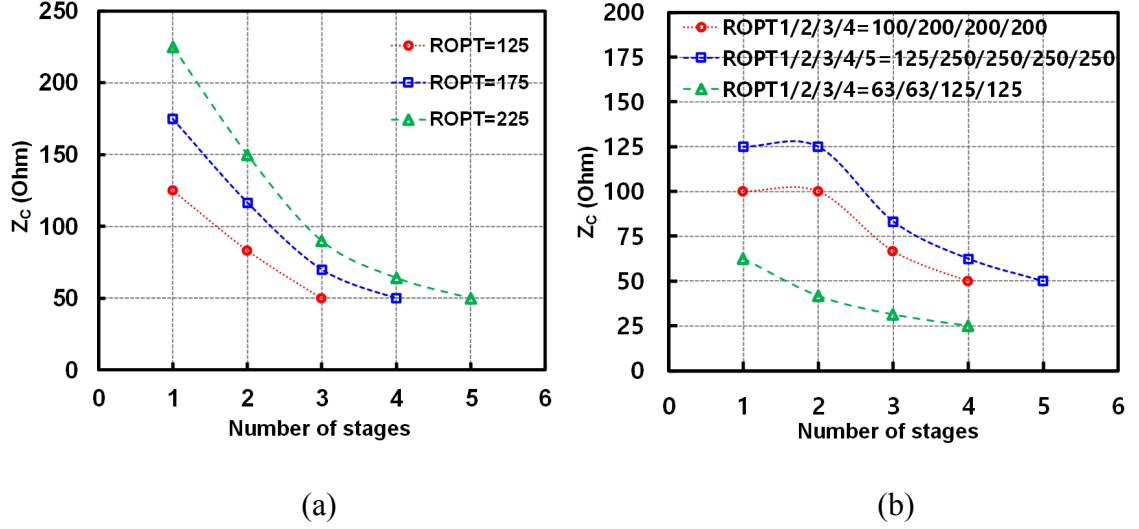 250
200
150
100
50
0
Z_C (Ohm)
ROPT=125
ROPT=175
ROPT=225
0 1 2 3 4 5 6
Number of stages
(a)
200
175
150
125
100
75
50
25
0
Z_C (Ohm)
ROPT1/2/3/4=100/200/200/200
ROPT1/2/3/4/5=125/250/250/250/250
ROPT1/2/3/4=63/63/125/125
0 1 2 3 4 5 6
Number of stages
(b)